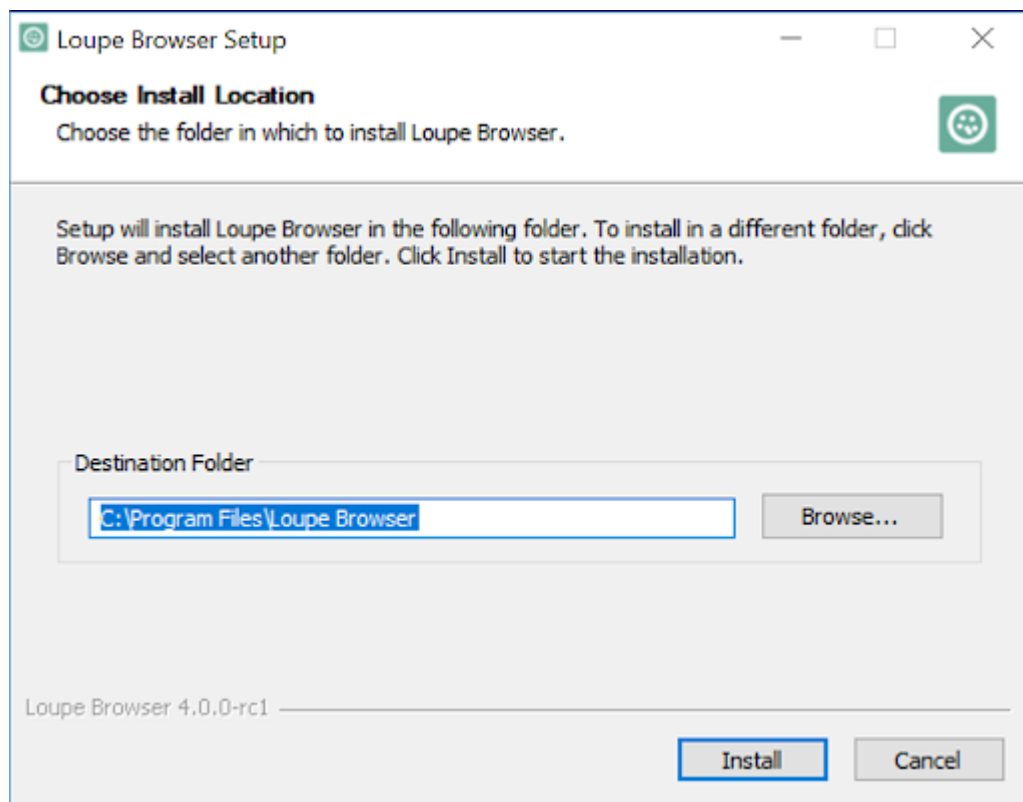 Loupe Browser Setup
Choose Install Location
Choose the folder in which to install Loupe Browser.
Setup will install Loupe Browser in the following folder. To install in a different folder, click
Browse and select another folder. Click Install to start the installation.
Destination Folder
C:\Program Files\Loupe Browser
Browse...
Loupe Browser 4.0.0-rc1
Install
Cancel